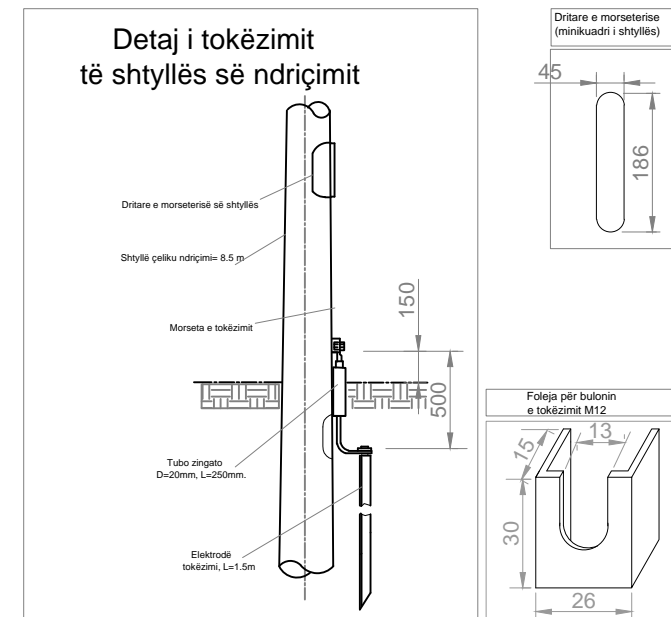 Detaj i tokëzimit
të shtyllës së ndriçimit
Dritare e morseterisë së shtyllës
Shtyllë çeliku ndriçimi= 8.5 m
Morseta e tokëzimit
150
500
Tubo zingato
D=20mm, L=250mm.
Elektrodë
tokëzimi, L=1.5m
Dritare e morseterise
(minikuadri i shtyllës)
45
186
Foleja për bulonin
e tokëzimit M12
15
13
30
26